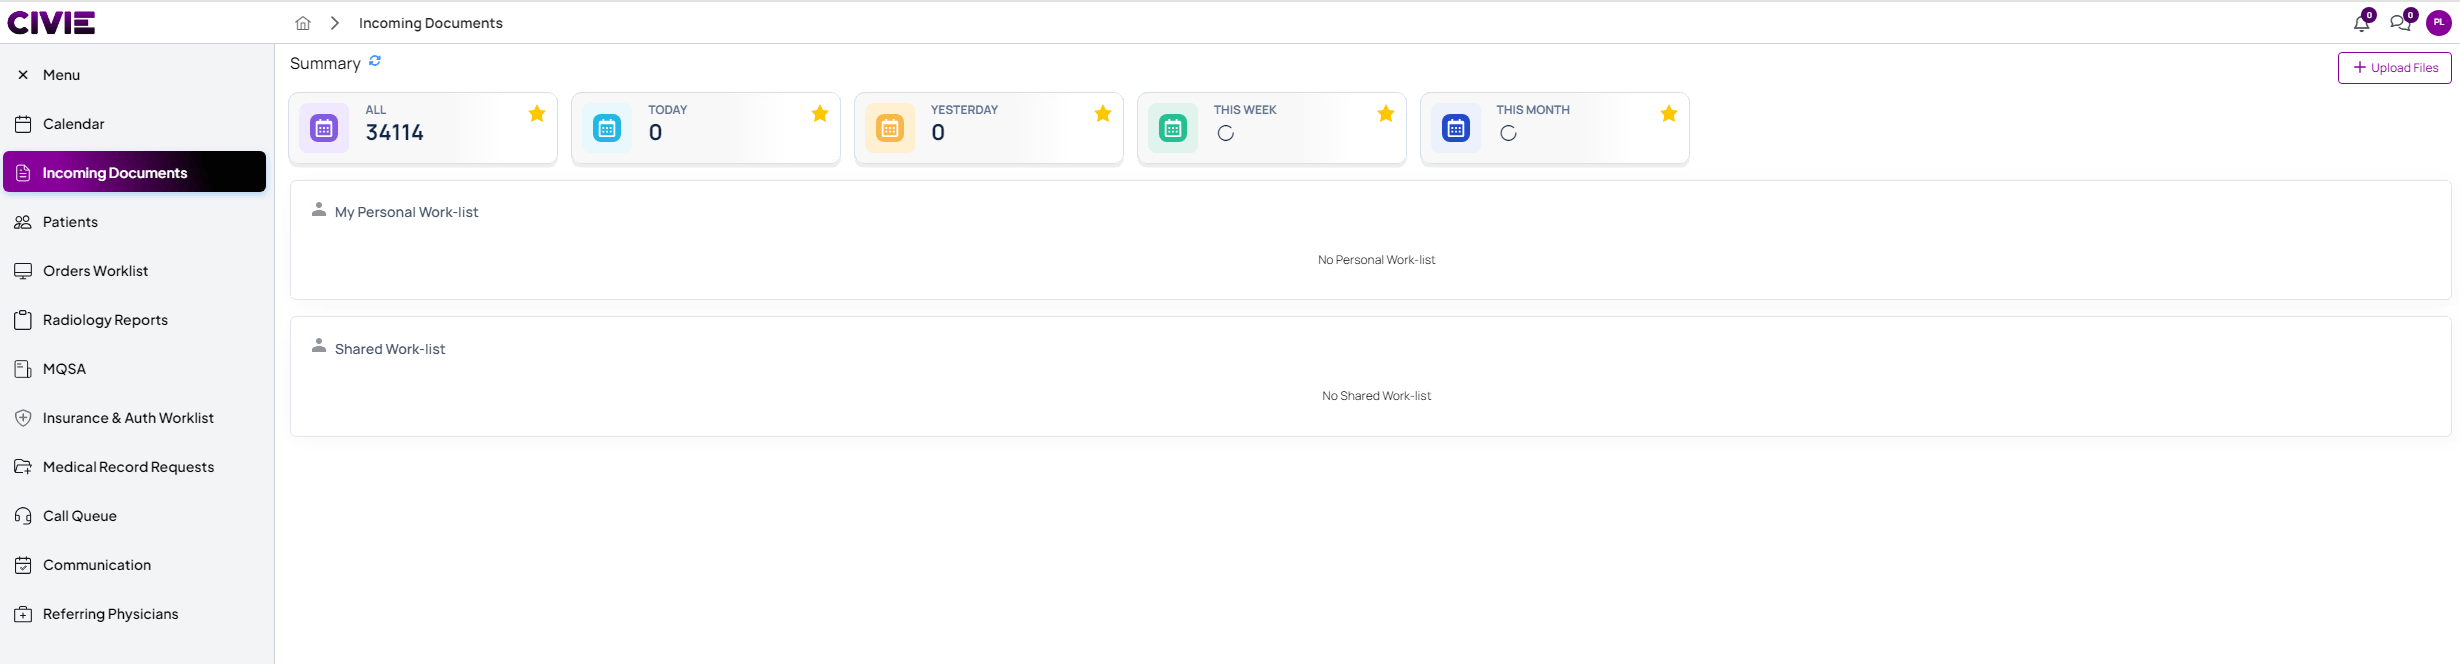 CIVIE
Incoming Documents
0
0
PL
Menu
Calendar
Incoming Documents
Patients
Orders Worklist
Radiology Reports
MQSA
Insurance & Auth Worklist
Medical Record Requests
Call Queue
Communication
Referring Physicians
Summary
Upload Files
ALL
34114
TODAY
0
YESTERDAY
0
THIS WEEK
THIS MONTH
My Personal Work-list
No Personal Work-list
Shared Work-list
No Shared Work-list